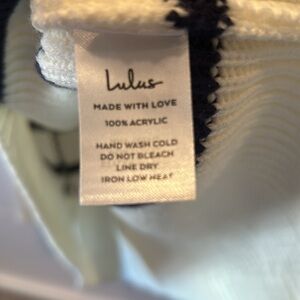 Lulus
MADE WITH LOVE
100% ACRYLIC
HAND WASH COLD
DO NOT BLEACH
LINE DRY
IRON LOW HEAT